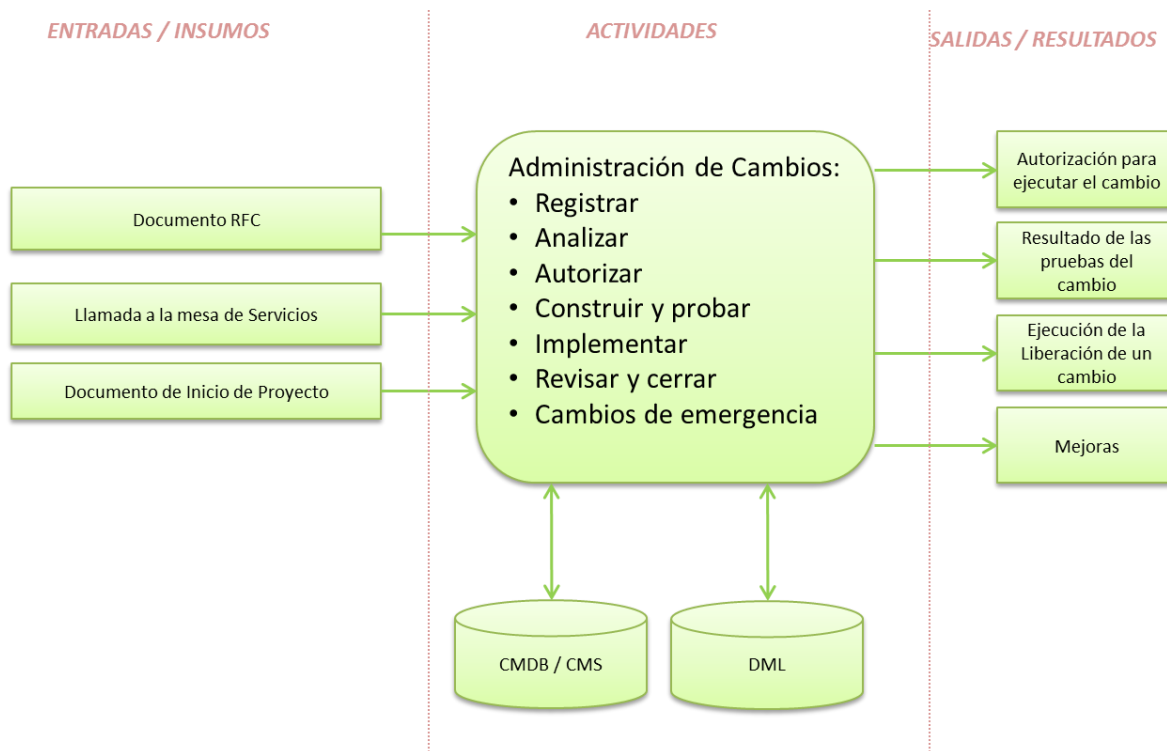 ENTRADAS / INSUMOS
ACTIVIDADES
SALIDAS / RESULTADOS
Documento RFC
Llamada a la mesa de Servicios
Documento de Inicio de Proyecto
Administración de Cambios:
• Registrar
• Analizar
• Autorizar
• Construir y probar
• Implementar
• Revisar y cerrar
• Cambios de emergencia
Autorización para
ejecutar el cambio
Resultado de las
pruebas del
cambio
Ejecución de la
Liberación de un
cambio
Mejoras
CMDB / CMS
DML